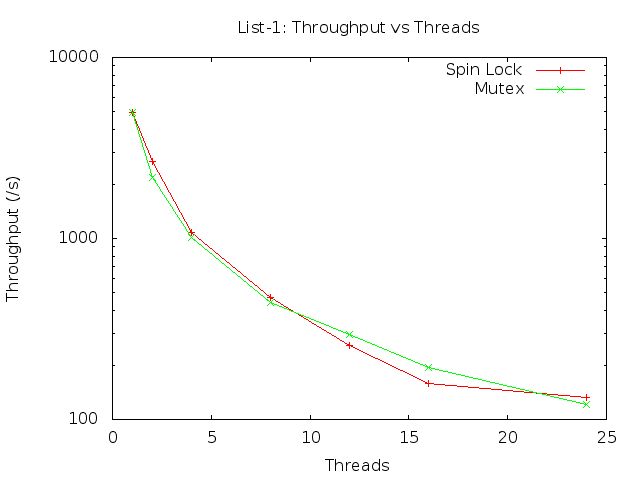 List-1: Throughput vs Threads
10000
Spin Lock
Mutex
1000
Throughput (/s)
100
0 5 10 15 20 25
Threads